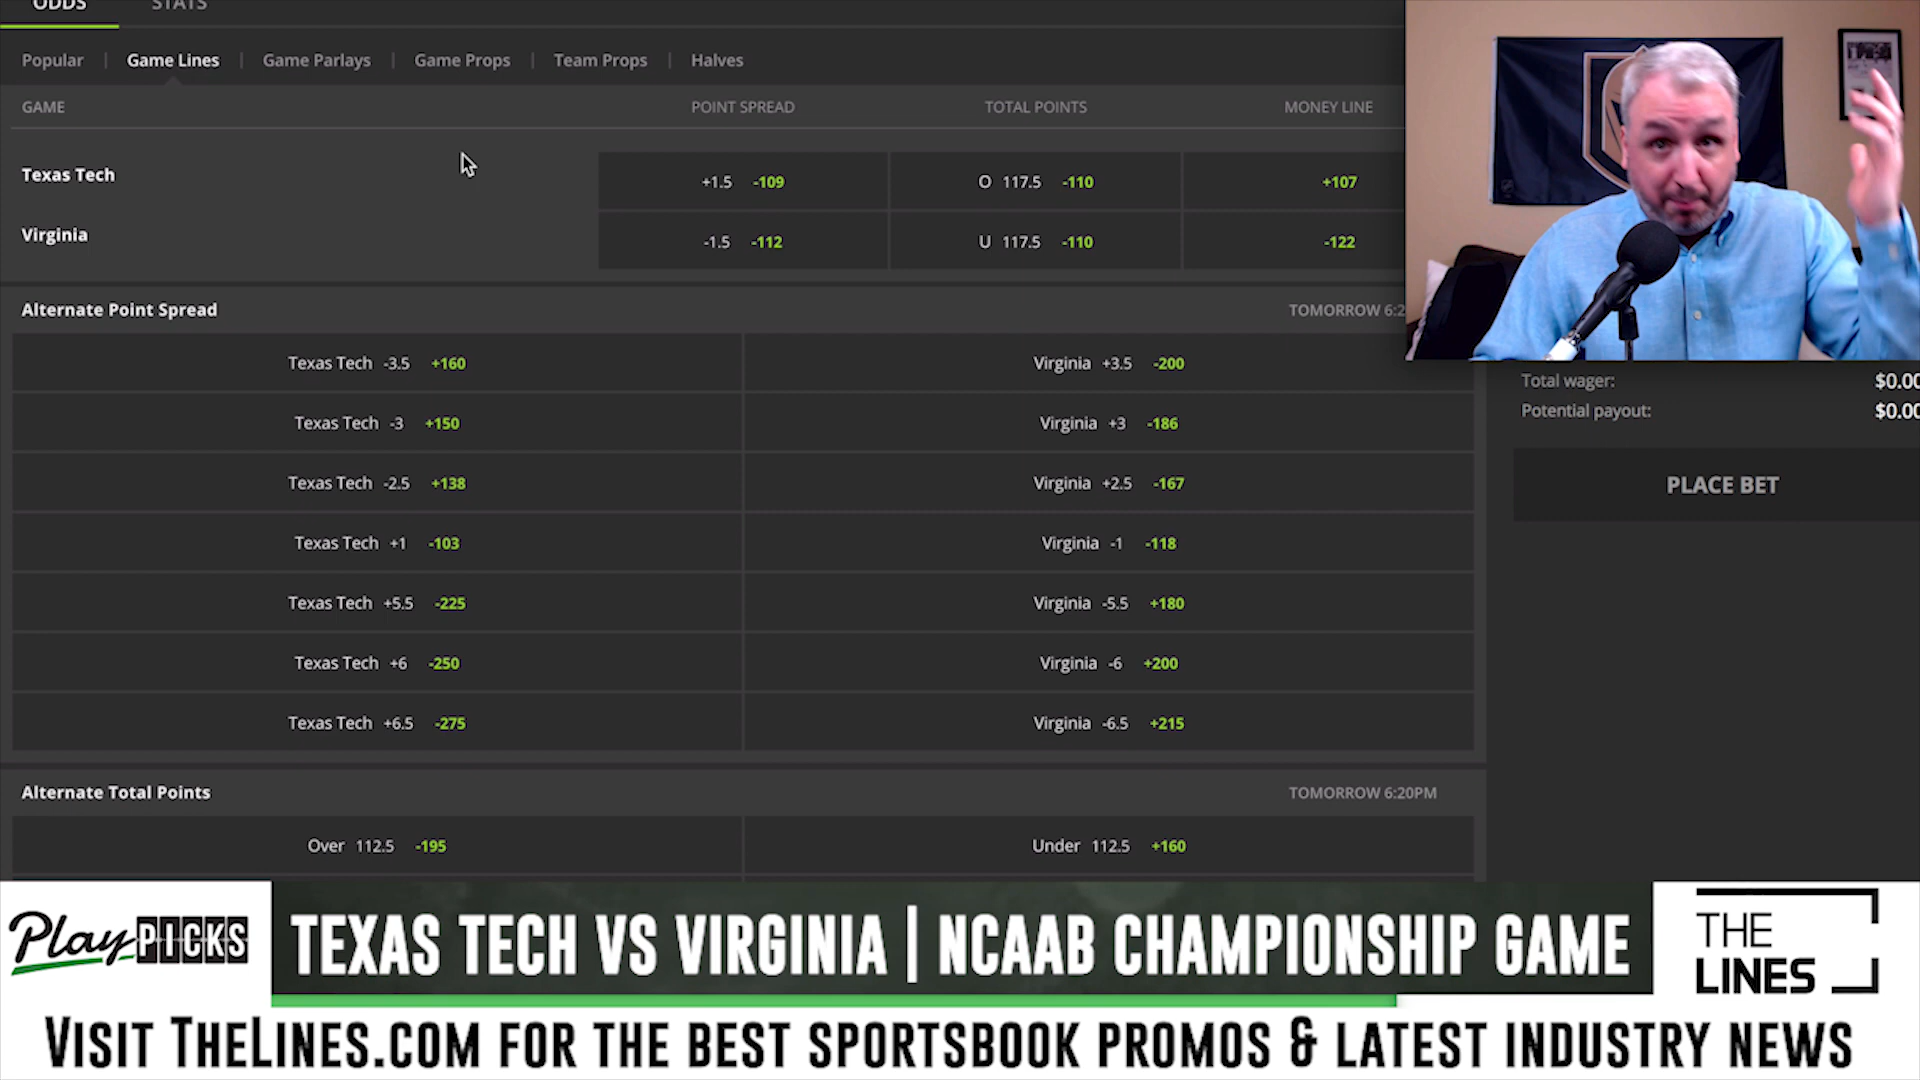 ODDS STATS
Popular | Game Lines | Game Parlays | Game Props | Team Props | Halves
GAME POINT SPREAD TOTAL POINTS MONEY LINE
Texas Tech +1.5 -109 O 117.5 -110 +107
Virginia -1.5 -112 U 117.5 -110 -122
Alternate Point Spread TOMORROW 6:2
Texas Tech -3.5 +160 Virginia +3.5 -200
Total wager: $0.00
Texas Tech -3 +150 Virginia +3 -186
Potential payout: $0.00
Texas Tech -2.5 +138 Virginia +2.5 -167
PLACE BET
Texas Tech +1 -103 Virginia -1 -118
Texas Tech +5.5 -225 Virginia -5.5 +180
Texas Tech +6 -250 Virginia -6 +200
Texas Tech +6.5 -275 Virginia -6.5 +215
Alternate Total Points TOMORROW 6:20PM
Over 112.5 -195 Under 112.5 +160
Play PICKS
TEXAS TECH VS VIRGINIA | NCAAB CHAMPIONSHIP GAME
THE
LINES
VISIT THELINES.COM FOR THE BEST SPORTSBOOK PROMOS & LATEST INDUSTRY NEWS